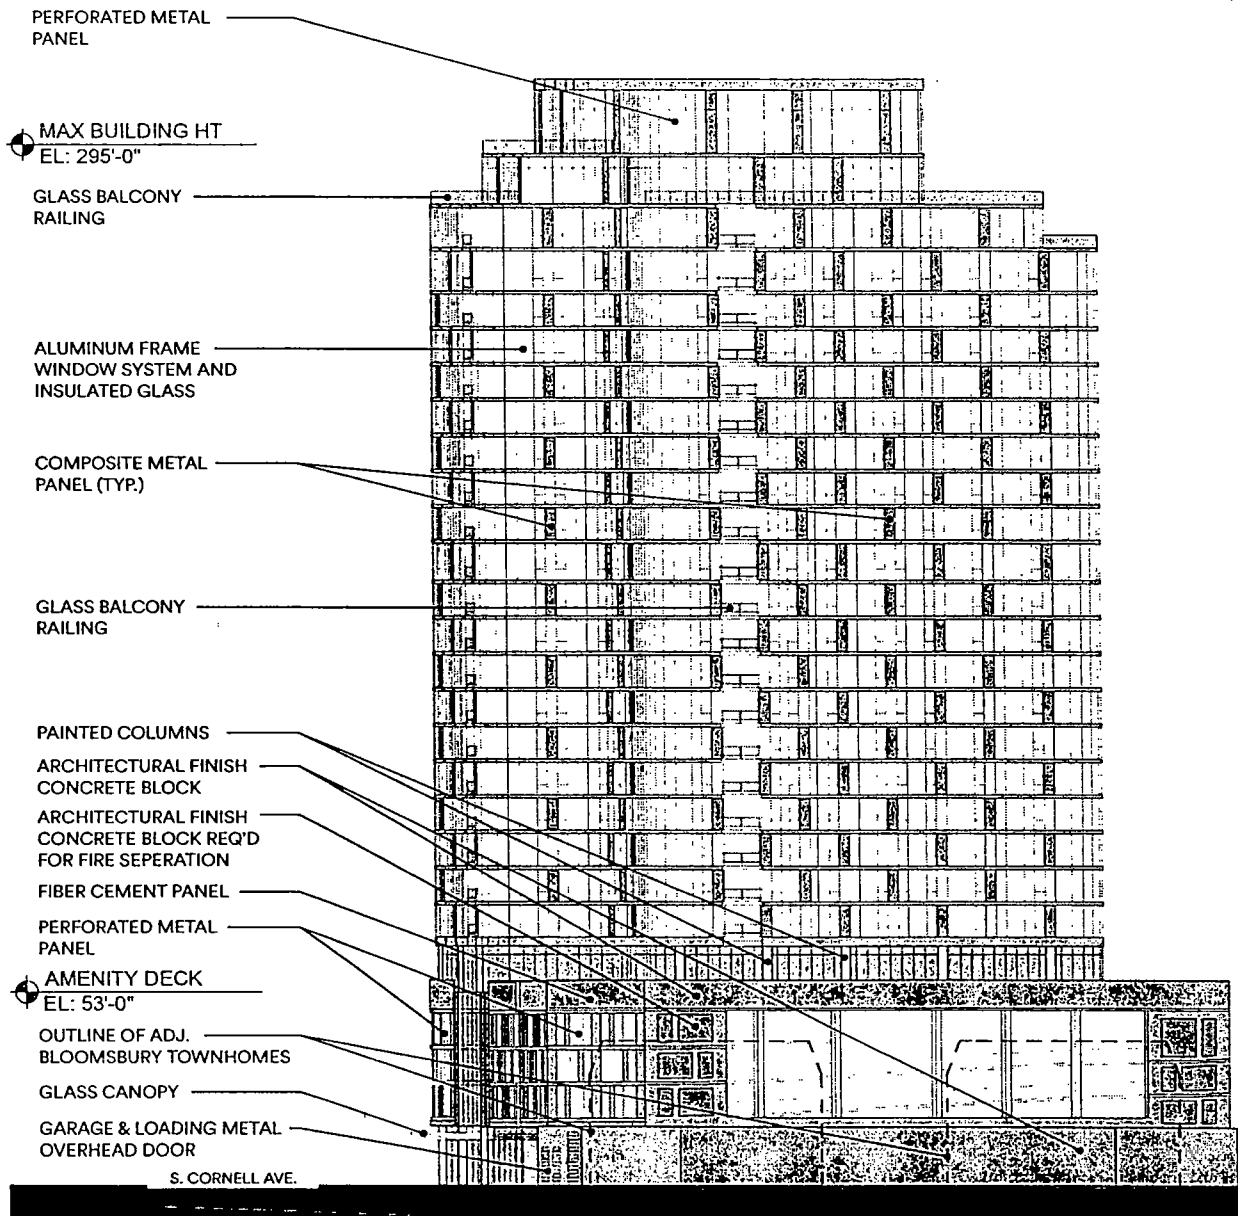 PERFORATED METAL
PANEL
MAX BUILDING HT
EL: 295'-0"
GLASS BALCONY
RAILING
ALUMINUM FRAME
WINDOW SYSTEM AND
INSULATED GLASS
COMPOSITE METAL
PANEL (TYP.)
GLASS BALCONY
RAILING
PAINTED COLUMNS
ARCHITECTURAL FINISH
CONCRETE BLOCK
ARCHITECTURAL FINISH
CONCRETE BLOCK REQ'D
FOR FIRE SEPERATION
FIBER CEMENT PANEL
PERFORATED METAL
PANEL
AMENITY DECK
EL: 53'-0"
OUTLINE OF ADJ.
BLOOMSBURY TOWNHOMES
GLASS CANOPY
GARAGE & LOADING METAL
OVERHEAD DOOR
S. CORNELL AVE.